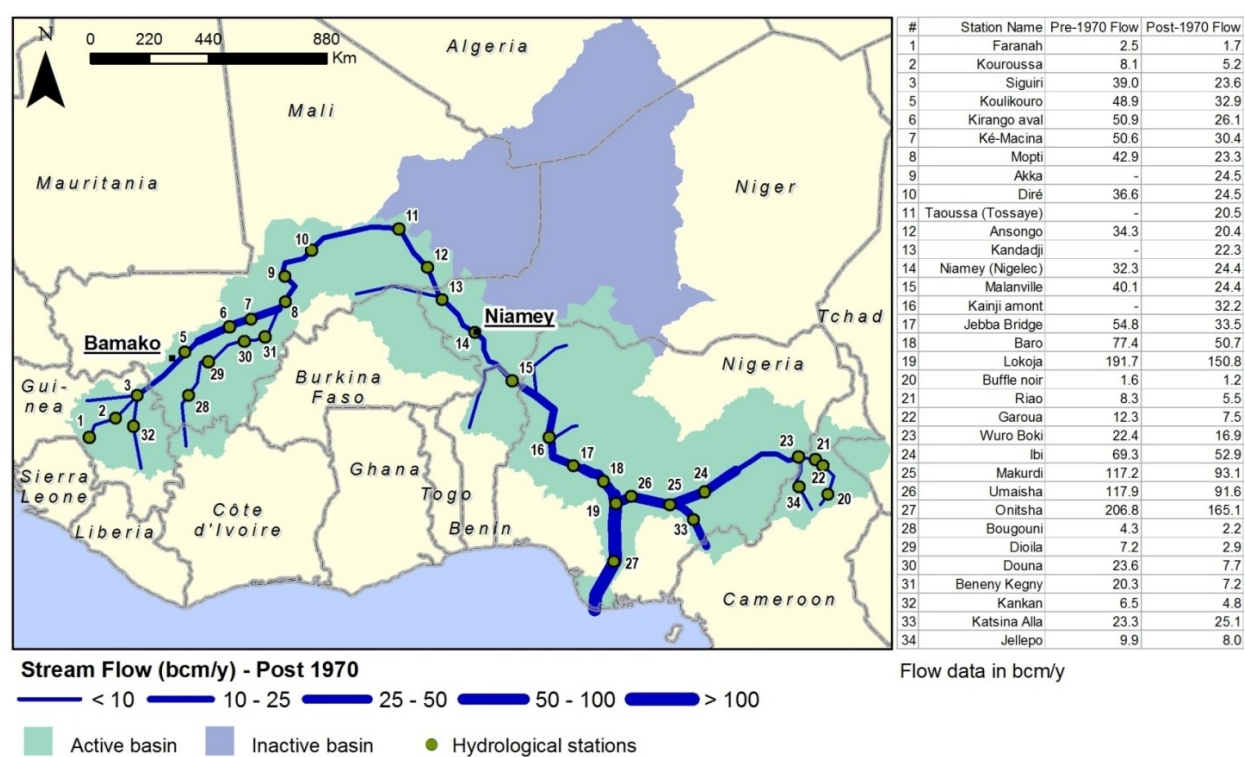 N
0 220 440 880
Km
Algeria
Mali
Mauritania
Niger
11
10
12
9
13
8
7
6
5
Bamako
31
30
29
Niamey
14
Tchad
Nigeria
15
Gui-
nea
3
2
1
32
28
Burkina
Faso
16
17
18
23
21
24
22
Sierra
Leone
Ghana
Togo
Benin
26
25
20
34
19
33
Liberia
Côte
d'Ivoire
27
Cameroon
# Station Name Pre-1970 Flow Post-1970 Flow
1 Faranah 2.5 1.7
2 Kouroussa 8.1 5.2
3 Siguiri 39.0 23.6
5 Koulikouro 48.9 32.9
6 Kirango aval 50.9 26.1
7 Ké-Macina 50.6 30.4
8 Mopti 42.9 23.3
9 Akka - 24.5
10 Diré 36.6 24.5
11 Taoussa (Tossaye) - 20.5
12 Ansongo 34.3 20.4
13 Kandadji - 22.3
14 Niamey (Nigelec) 32.3 24.4
15 Malanville 40.1 24.4
16 Kainji amont - 32.2
17 Jebba Bridge 54.8 33.5
18 Baro 77.4 50.7
19 Lokoja 191.7 150.8
20 Buffle noir 1.6 1.2
21 Riao 8.3 5.5
22 Garoua 12.3 7.5
23 Wuro Boki 22.4 16.9
24 Ibi 69.3 52.9
25 Makurdi 117.2 93.1
26 Umaisha 117.9 91.6
27 Onitsha 206.8 165.1
28 Bougouni 4.3 2.2
29 Dioila 7.2 2.9
30 Douna 23.6 7.7
31 Beneny Kegny 20.3 7.2
32 Kankan 6.5 4.8
33 Katsina Alla 23.3 25.1
34 Jellepo 9.9 8.0
Flow data in bcm/y
Stream Flow (bcm/y) - Post 1970
< 10 10 - 25 25 - 50 50 - 100 > 100
Active basin Inactive basin Hydrological stations